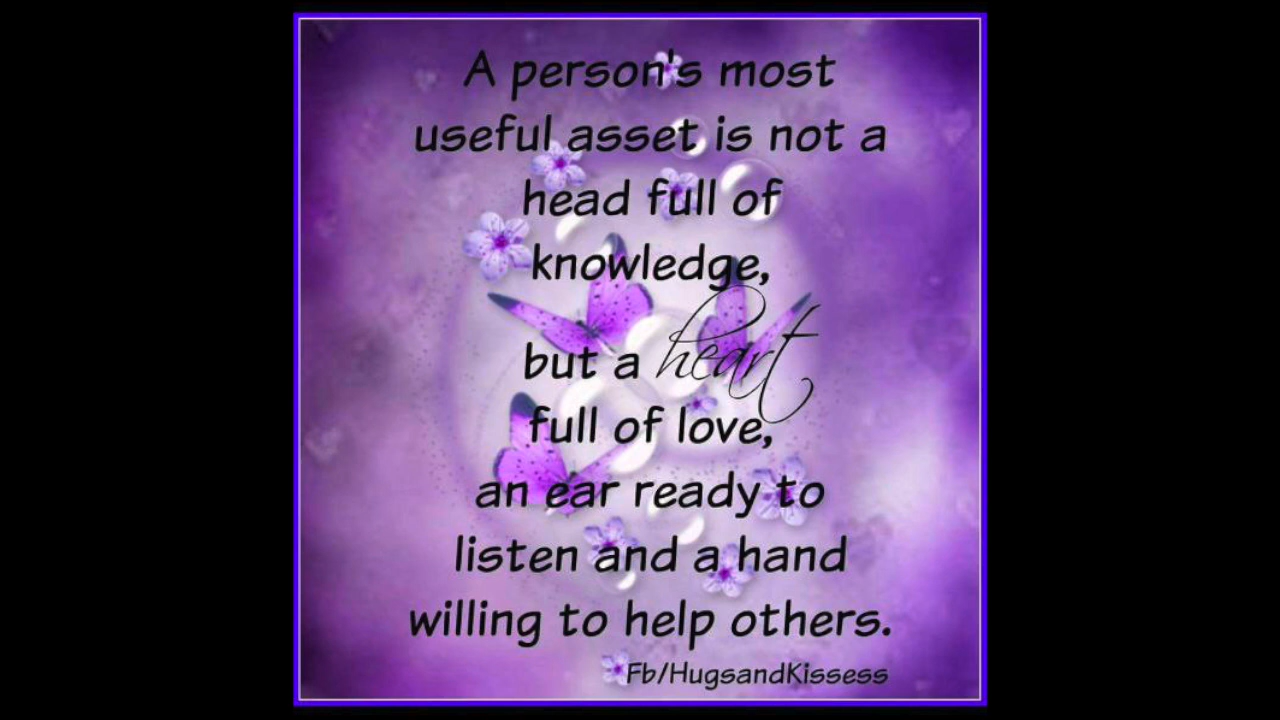 A person's most
useful asset is not a
head full of
knowledge,
but a heart
full of love,
an ear ready to
listen and a hand
willing to help others.
Fb/HugsandKissess